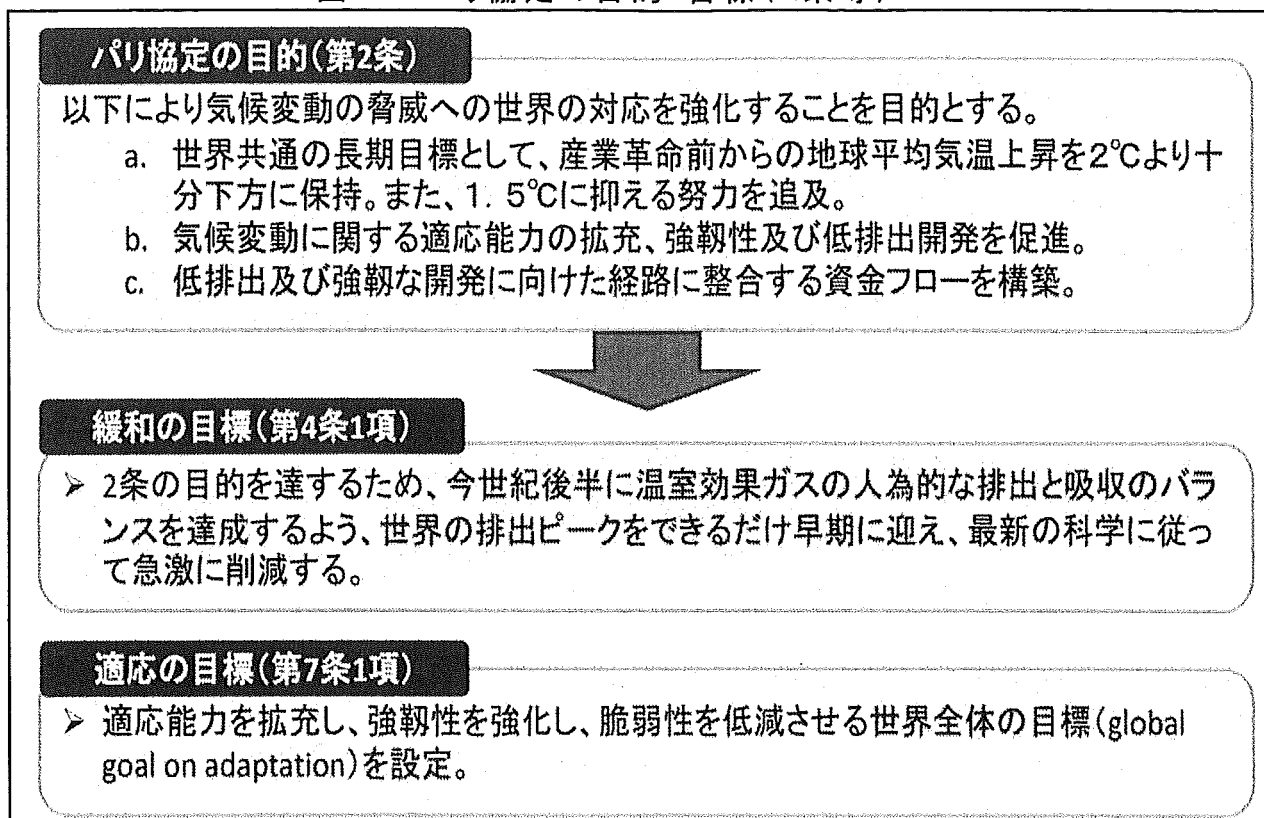 パリ協定の目的(第2条)
以下により気候変動の脅威への世界の対応を強化することを目的とする。
a. 世界共通の長期目標として、産業革命前からの地球平均気温上昇を2℃より十
分下方に保持。また、1. 5℃に抑える努力を追及。
b. 気候変動に関する適応能力の拡充、強靱性及び低排出開発を促進。
c. 低排出及び強靱な開発に向けた経路に整合する資金フローを構築。
緩和の目標(第4条1項)
➢ 2条の目的を達するため、今世紀後半に温室効果ガスの人為的な排出と吸収のバラ
ンスを達成するよう、世界の排出ピークをできるだけ早期に迎え、最新の科学に従っ
て急激に削減する。
適応の目標(第7条1項)
➢ 適応能力を拡充し、強靱性を強化し、脆弱性を低減させる世界全体の目標(global
goal on adaptation)を設定。